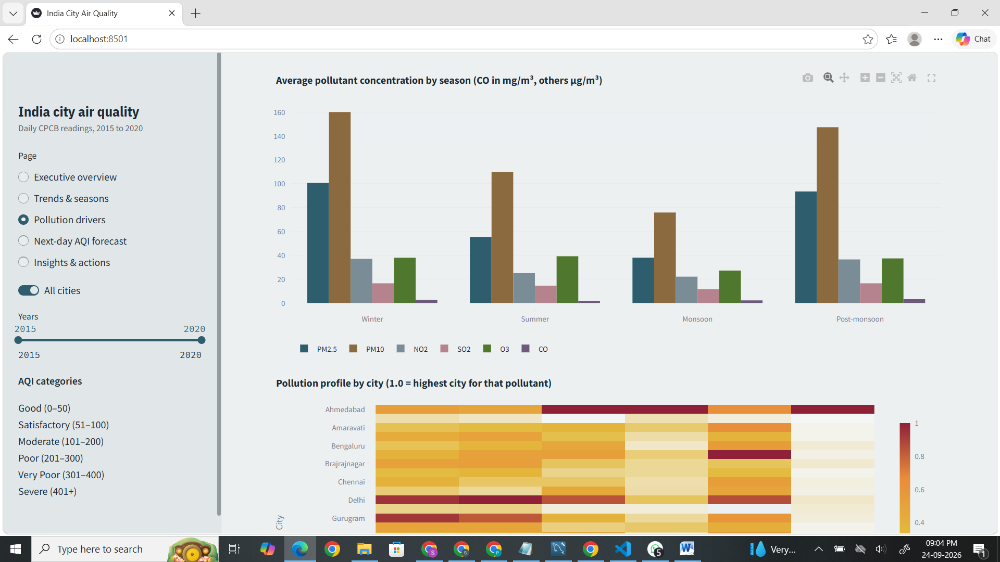 India City Air Quality
localhost:8501
Chat
India city air quality
Daily CPCB readings, 2015 to 2020
Page
Executive overview
Trends & seasons
Pollution drivers
Next-day AQI forecast
Insights & actions
All cities
Years
2015 2020
2015 2020
AQI categories
Good (0–50)
Satisfactory (51–100)
Moderate (101–200)
Poor (201–300)
Very Poor (301–400)
Severe (401+)
Average pollutant concentration by season (CO in mg/m³, others µg/m³)
160
140
120
100
80
60
40
20
0
Winter Summer Monsoon Post-monsoon
PM2.5 PM10 NO2 SO2 O3 CO
Pollution profile by city (1.0 = highest city for that pollutant)
Ahmedabad
Amaravati
Bengaluru
Brajrajnagar
Chennai
Delhi
Gurugram
City
1
0.8
0.6
0.4
Type here to search
S
S
P
5
W
Very...
09:04 PM
24-09-2026
1